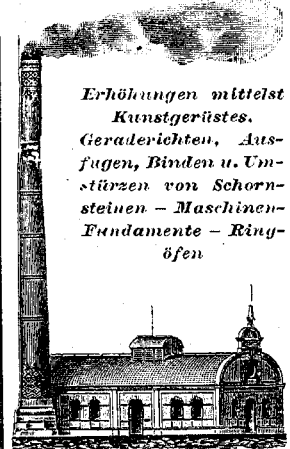 Erhöhungen mittelst
Kunstgerüstes.
Geraderichten, Aus-
fugen, Binden u. Um-
stürzen von Schorn-
steinen – Maschinen-
Fundamente – Ring-
öfen